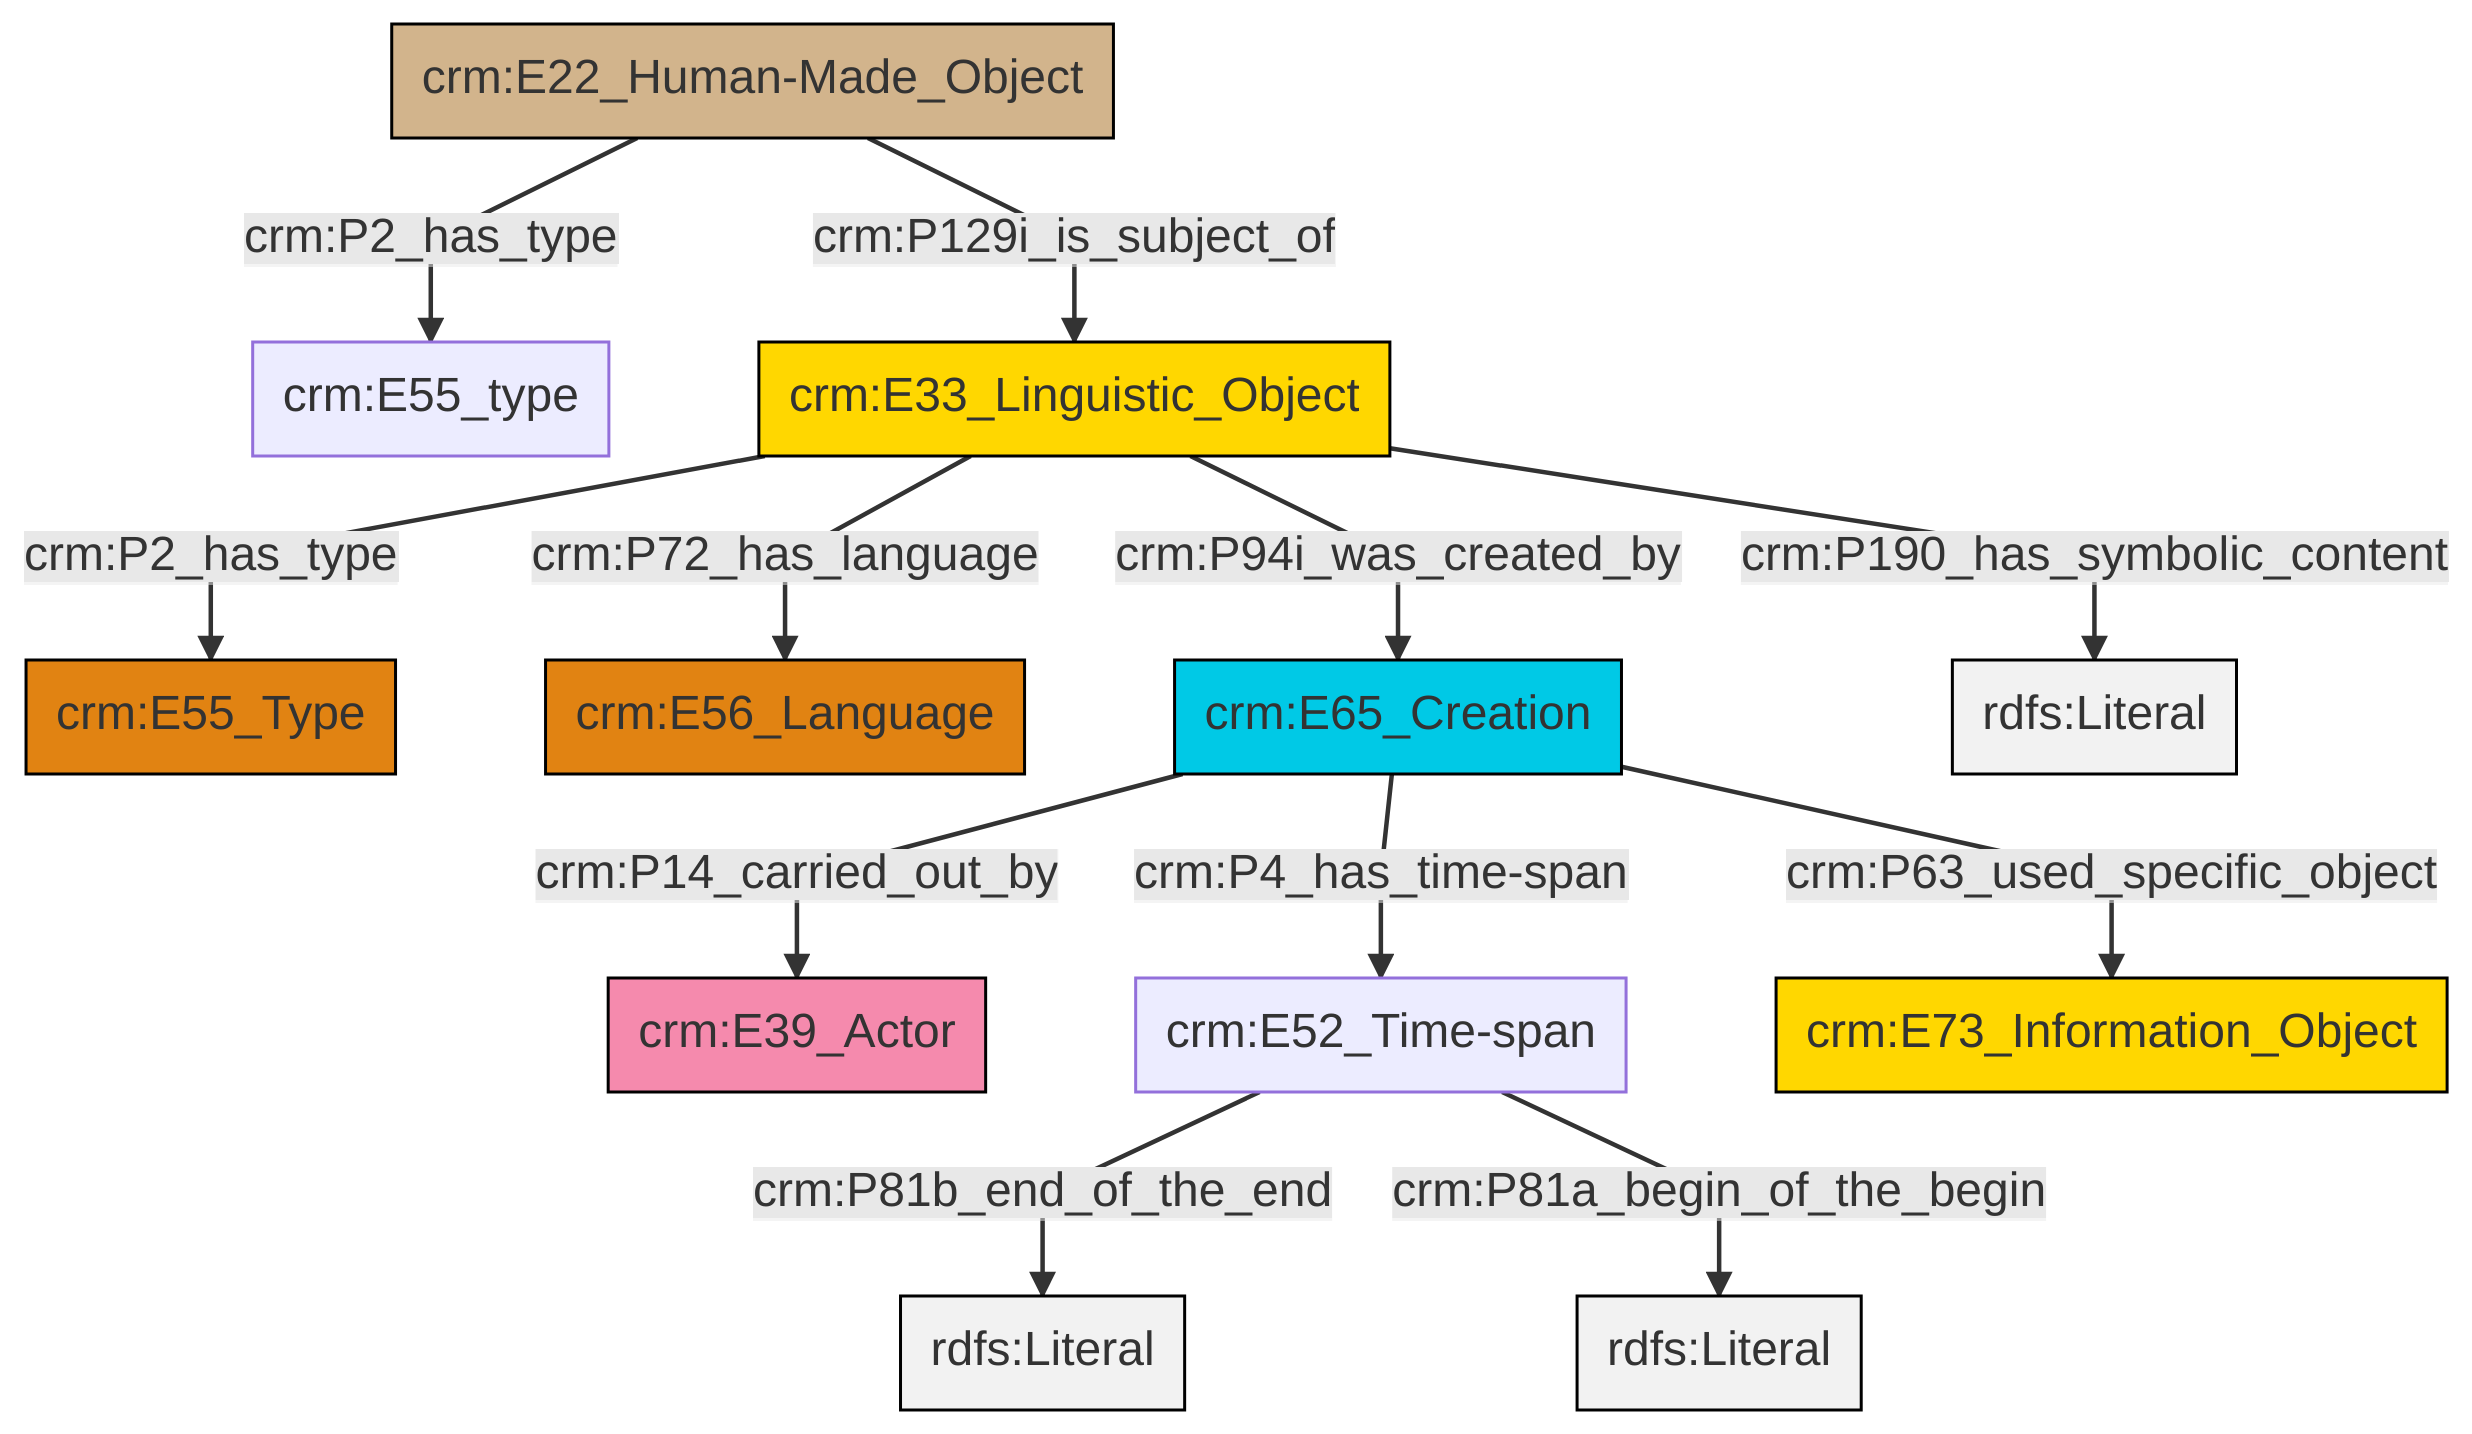 crm:E22_Human-Made_Object
crm:P2_has_type
crm:P129i_is_subject_of
crm:E55_type
crm:E33_Linguistic_Object
crm:P2_has_type
crm:P72_has_language
crm:P94i_was_created_by
crm:P190_has_symbolic_content
crm:E55_Type
crm:E56_Language
crm:E65_Creation
rdfs:Literal
crm:P14_carried_out_by
crm:P4_has_time-span
crm:P63_used_specific_object
crm:E39_Actor
crm:E52_Time-span
crm:E73_Information_Object
crm:P81b_end_of_the_end
crm:P81a_begin_of_the_begin
rdfs:Literal
rdfs:Literal